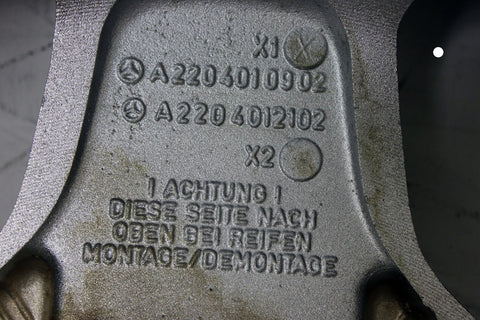 X1 X
A2204010902
A2204012102
X2
! ACHTUNG !
DIESE SEITE NACH
OBEN BEI REIFEN
MONTAGE/DEMONTAGE